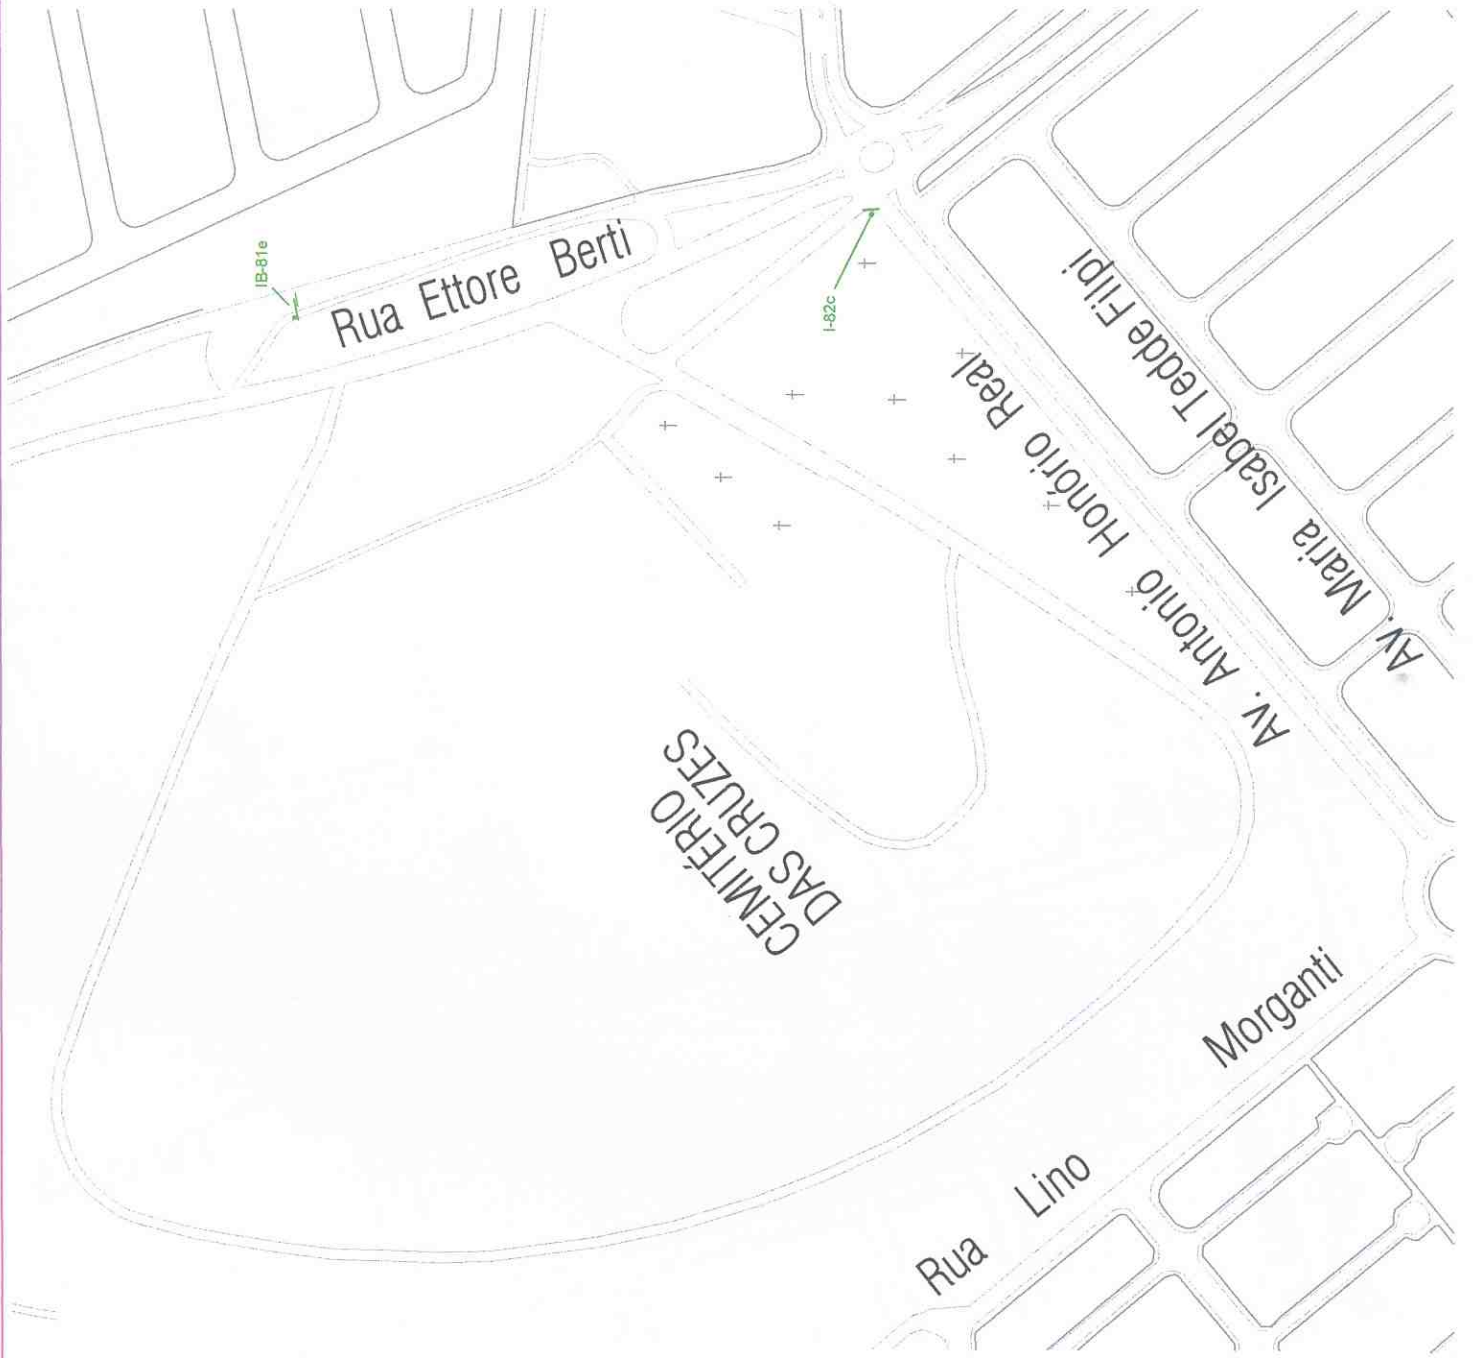 IB-81e
Rua Ettore Berti
I-82c
Av. Maria Isabel Tedde Filpi
Av. Antonio Honório Real
CEMITÉRIO
DAS CRUZES
Rua Lino Morganti